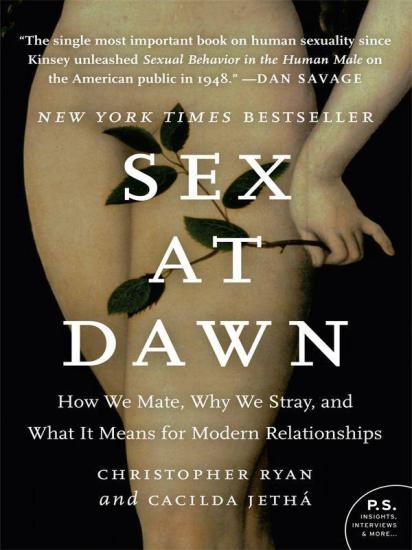 “The single most important book on human sexuality since
Kinsey unleashed Sexual Behavior in the Human Male on
the American public in 1948.” —DAN SAVAGE
NEW YORK TIMES BESTSELLER
SEX
AT
DAWN
How We Mate, Why We Stray, and
What It Means for Modern Relationships
CHRISTOPHER RYAN
and CACILDA JETHÁ
P.S.
INSIGHTS,
INTERVIEWS
& MORE...